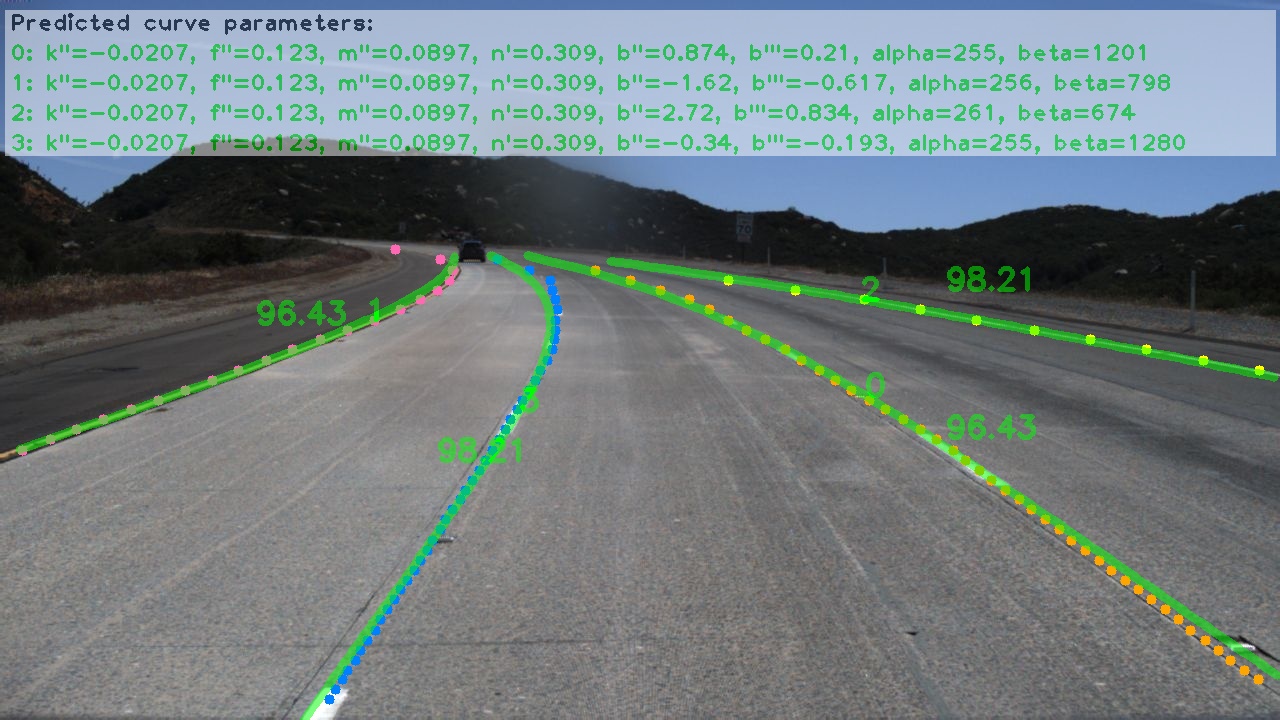 Predicted curve parameters:
0: k''=-0.0207, f''=0.123, m''=0.0897, n'=0.309, b''=0.874, b'''=0.21, alpha=255, beta=1201
1: k''=-0.0207, f''=0.123, m''=0.0897, n'=0.309, b''=-1.62, b'''=-0.617, alpha=256, beta=798
2: k''=-0.0207, f''=0.123, m''=0.0897, n'=0.309, b''=2.72, b'''=0.834, alpha=261, beta=674
3: k''=-0.0207, f''=0.123, m''=0.0897, n'=0.309, b''=-0.34, b'''=-0.193, alpha=255, beta=1280
70
2 98.21
96.43 1
0
3
96.43
98.21